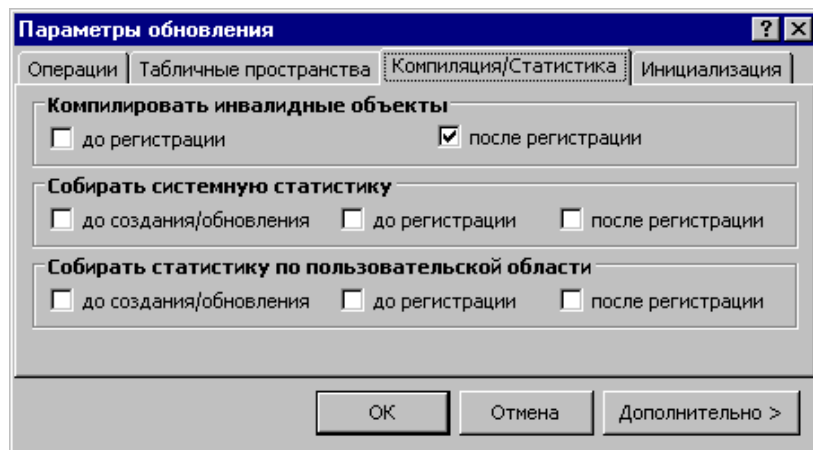 Параметры обновления
Операции Табличные пространства Компиляция/Статистика Инициализация
Компилировать инвалидные объекты
до регистрации после регистрации
Собирать системную статистику
до создания/обновления до регистрации после регистрации
Собирать статистику по пользовательской области
до создания/обновления до регистрации после регистрации
ОК Отмена Дополнительно >